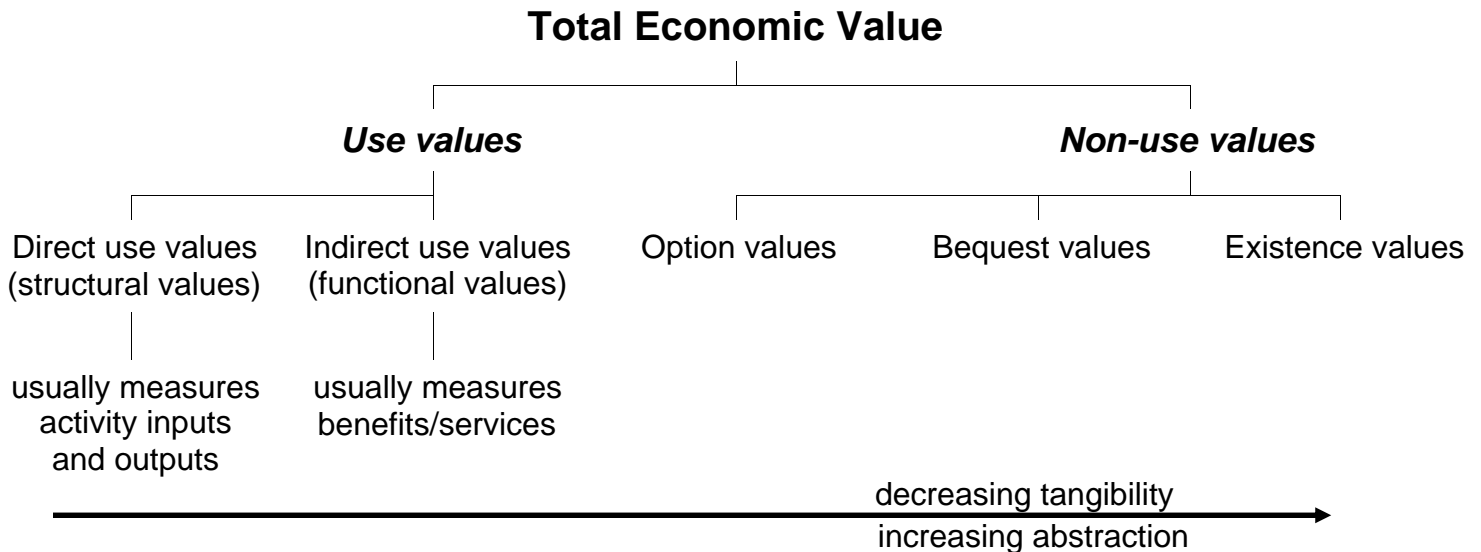 Total Economic Value
Use values
Non-use values
Direct use values
(structural values)
Indirect use values
(functional values)
Option values
Bequest values
Existence values
usually measures
activity inputs
and outputs
usually measures
benefits/services
decreasing tangibility
increasing abstraction